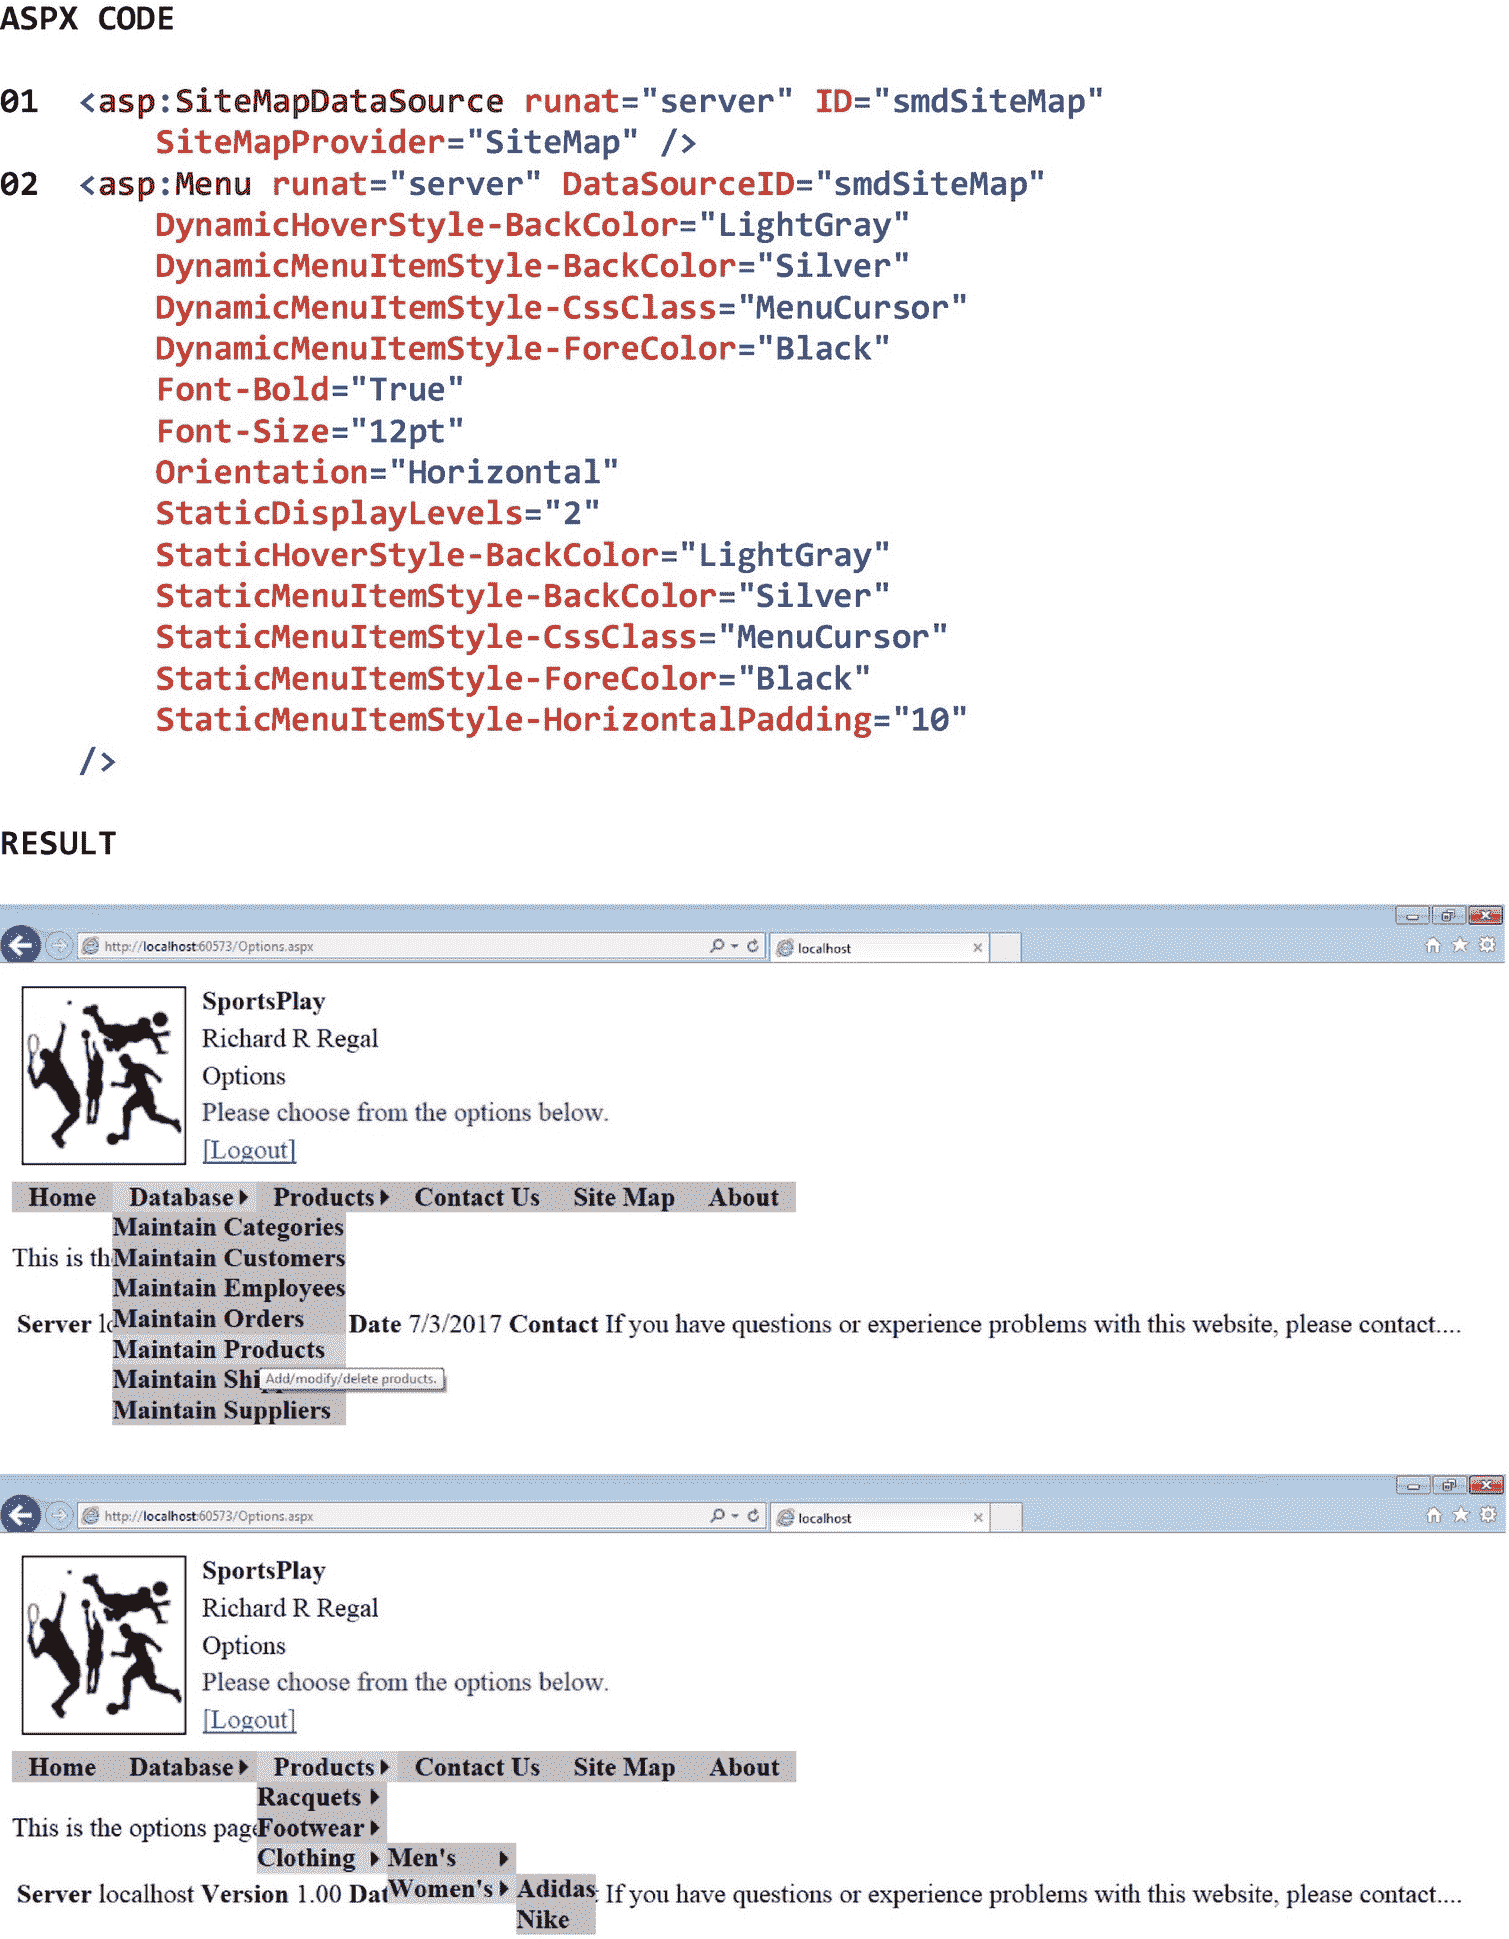 ASPX CODE
01 <asp:SiteMapDataSource runat="server" ID="smdSiteMap"
SiteMapProvider="SiteMap" />
02 <asp:Menu runat="server" DataSourceID="smdSiteMap"
DynamicHoverStyle-BackColor="LightGray"
DynamicMenuItemStyle-BackColor="Silver"
DynamicMenuItemStyle-CssClass="MenuCursor"
DynamicMenuItemStyle-ForeColor="Black"
Font-Bold="True"
Font-Size="12pt"
Orientation="Horizontal"
StaticDisplayLevels="2"
StaticHoverStyle-BackColor="LightGray"
StaticMenuItemStyle-BackColor="Silver"
StaticMenuItemStyle-CssClass="MenuCursor"
StaticMenuItemStyle-ForeColor="Black"
StaticMenuItemStyle-HorizontalPadding="10"
/>
RESULT
http://localhost:60573/Options.aspx localhost
SportsPlay
Richard R Regal
Options
Please choose from the options below.
[Logout]
Home Database Products Contact Us Site Map About
Maintain Categories
This is th Maintain Customers
Maintain Employees
Server lo Maintain Orders Date 7/3/2017 Contact If you have questions or experience problems with this website, please contact....
Maintain Products
Maintain Shi Add/modify/delete products.
Maintain Suppliers
http://localhost:60573/Options.aspx localhost
SportsPlay
Richard R Regal
Options
Please choose from the options below.
[Logout]
Home Database Products Contact Us Site Map About
Racquets
This is the options page Footwear
Clothing Men's
Server localhost Version 1.00 Dat Women's Adidas If you have questions or experience problems with this website, please contact....
Nike